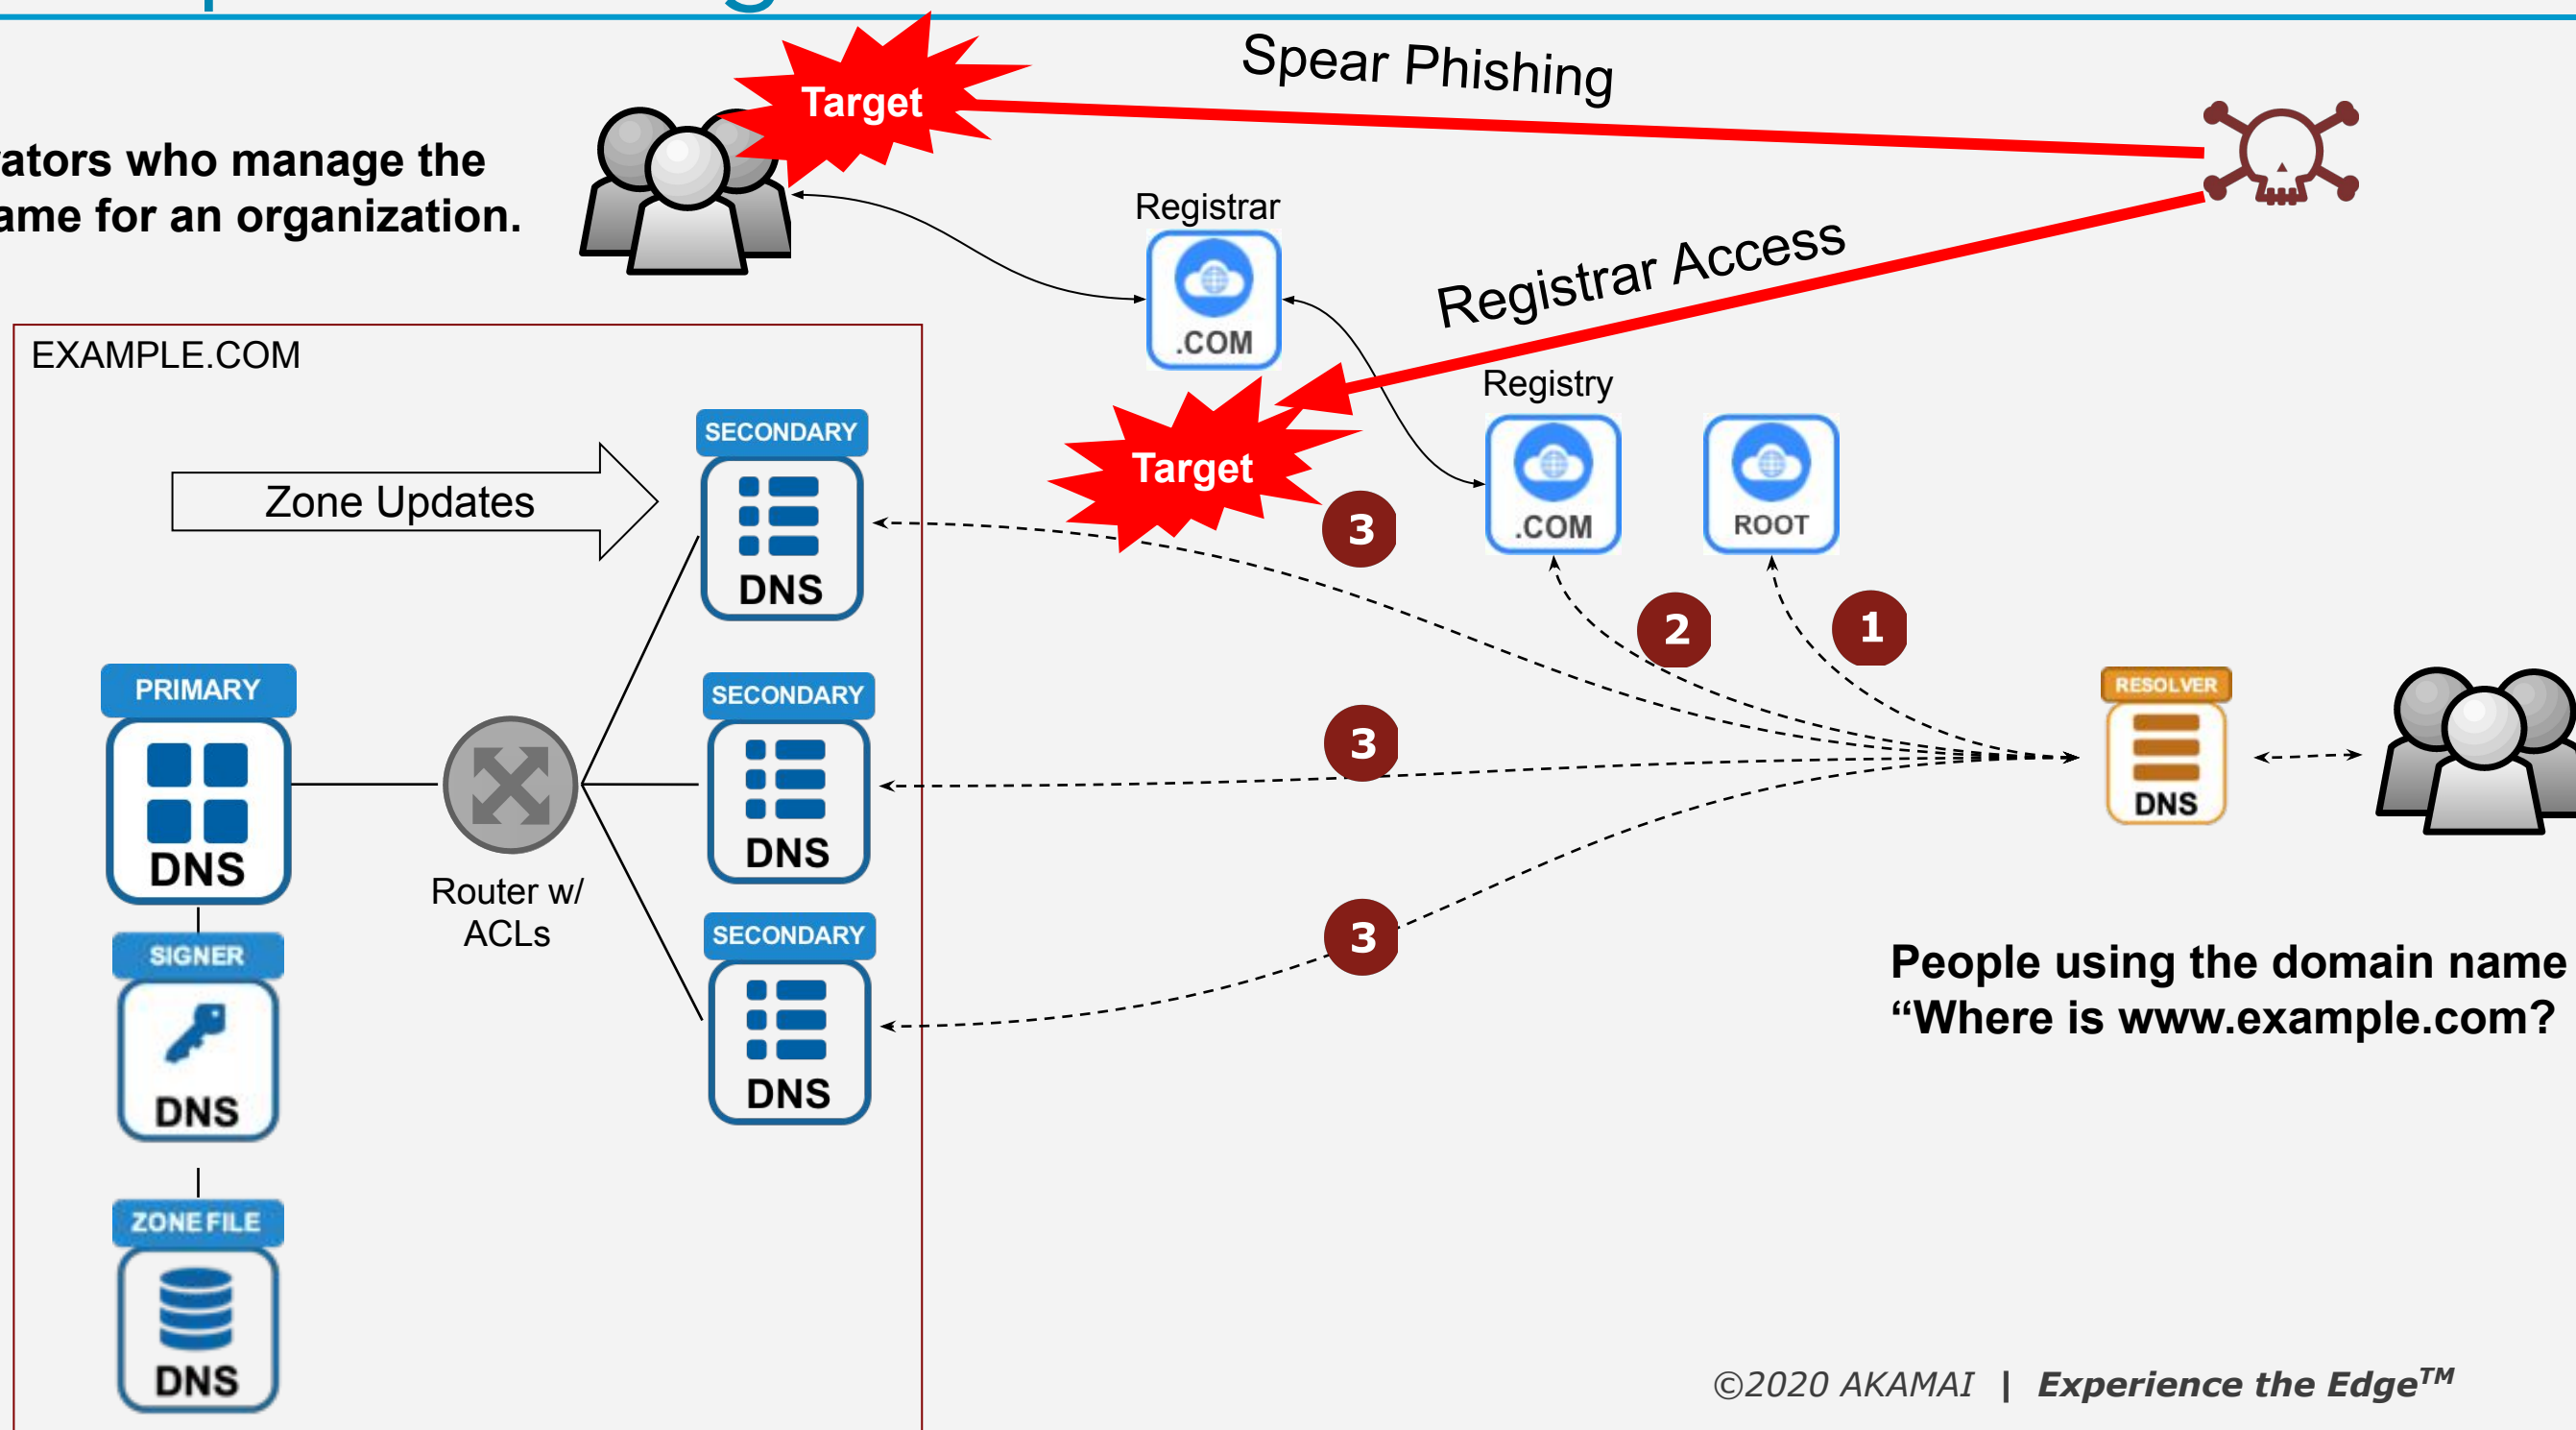 Spear Phishing
Target
who manage the
for an organization.
Registrar
.COM
Registrar Access
EXAMPLE.COM
Registry
.COM
ROOT
Target
Zone Updates
SECONDARY
DNS
3
2
1
PRIMARY
DNS
Router w/
ACLs
SECONDARY
DNS
3
RESOLVER
DNS
SIGNER
DNS
SECONDARY
DNS
3
People using the domain name
“Where is www.example.com?
ZONE FILE
DNS
©2020 AKAMAI | Experience the Edge™